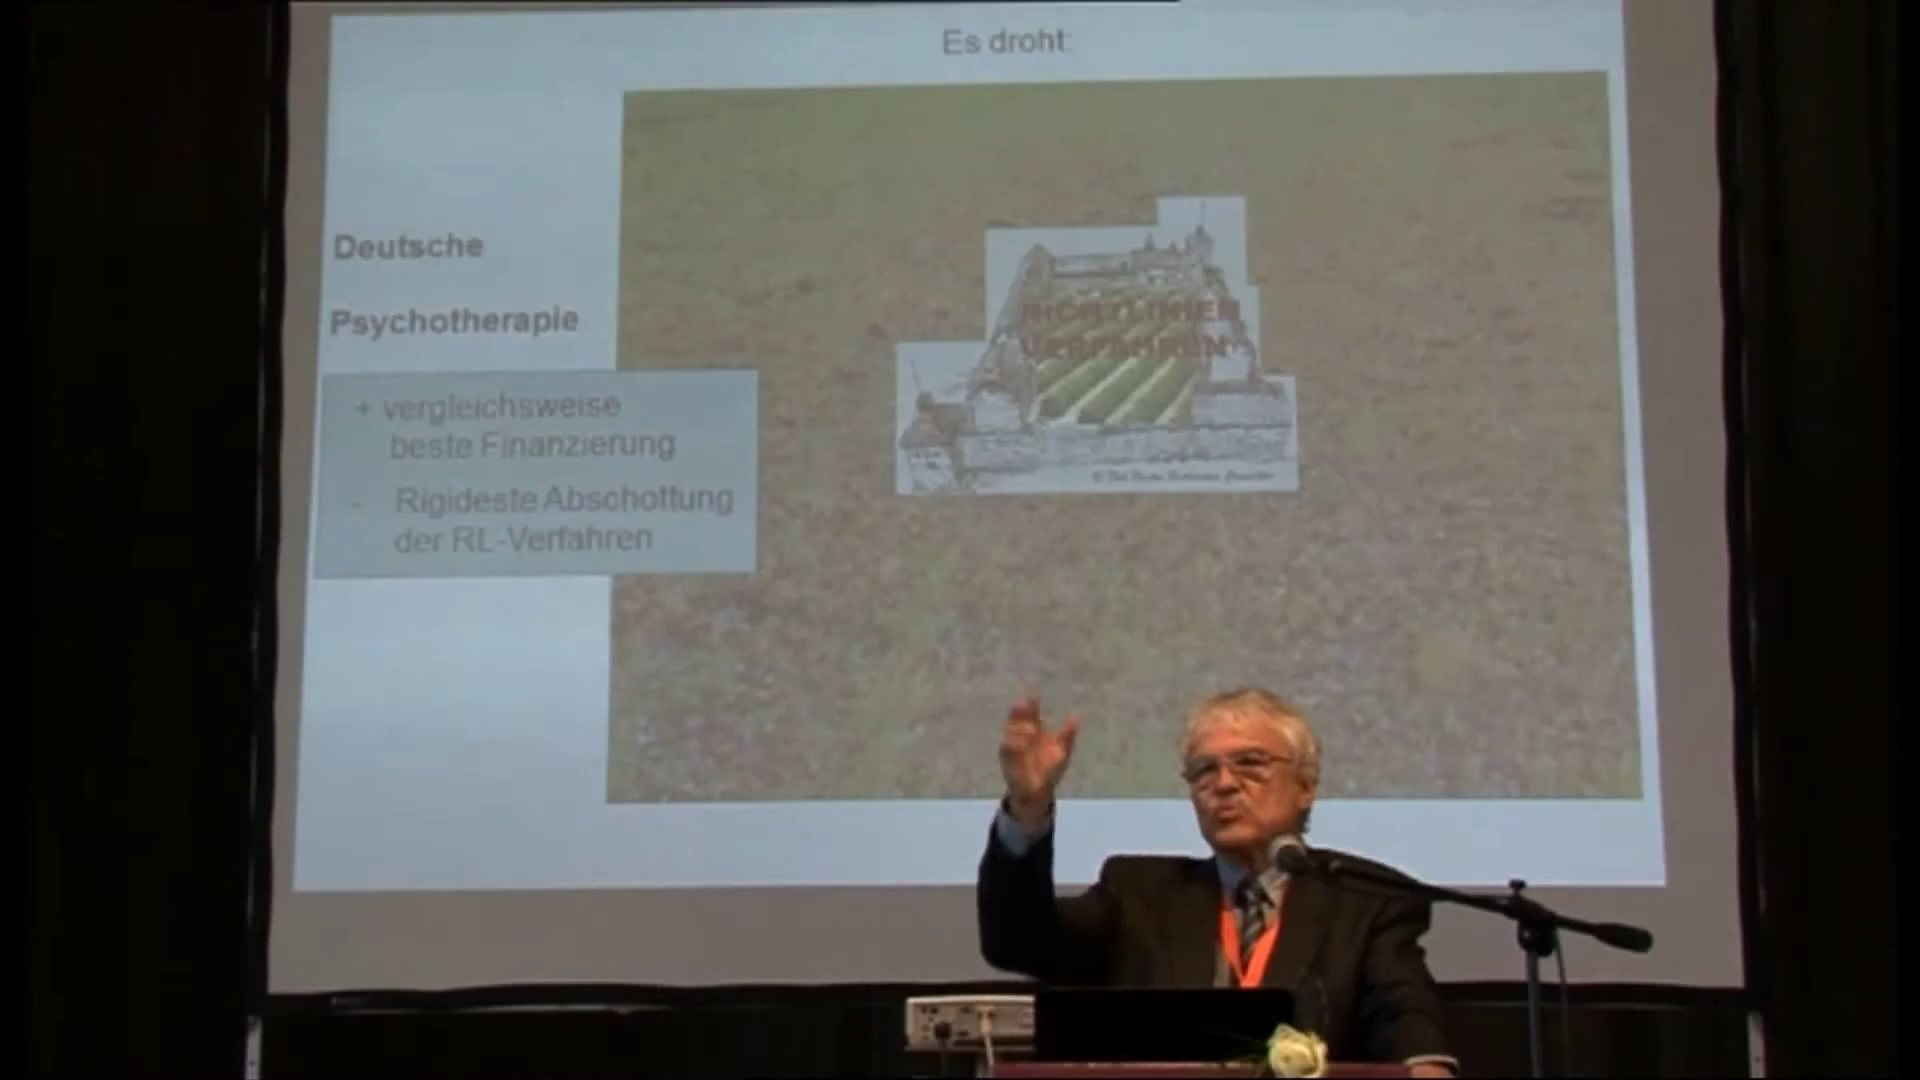 Es droht:
Deutsche
Psychotherapie
+ vergleichsweise
beste Finanzierung
- Rigideste Abschottung
der RL-Verfahren
RICHTLINIEN
VERFAHREN